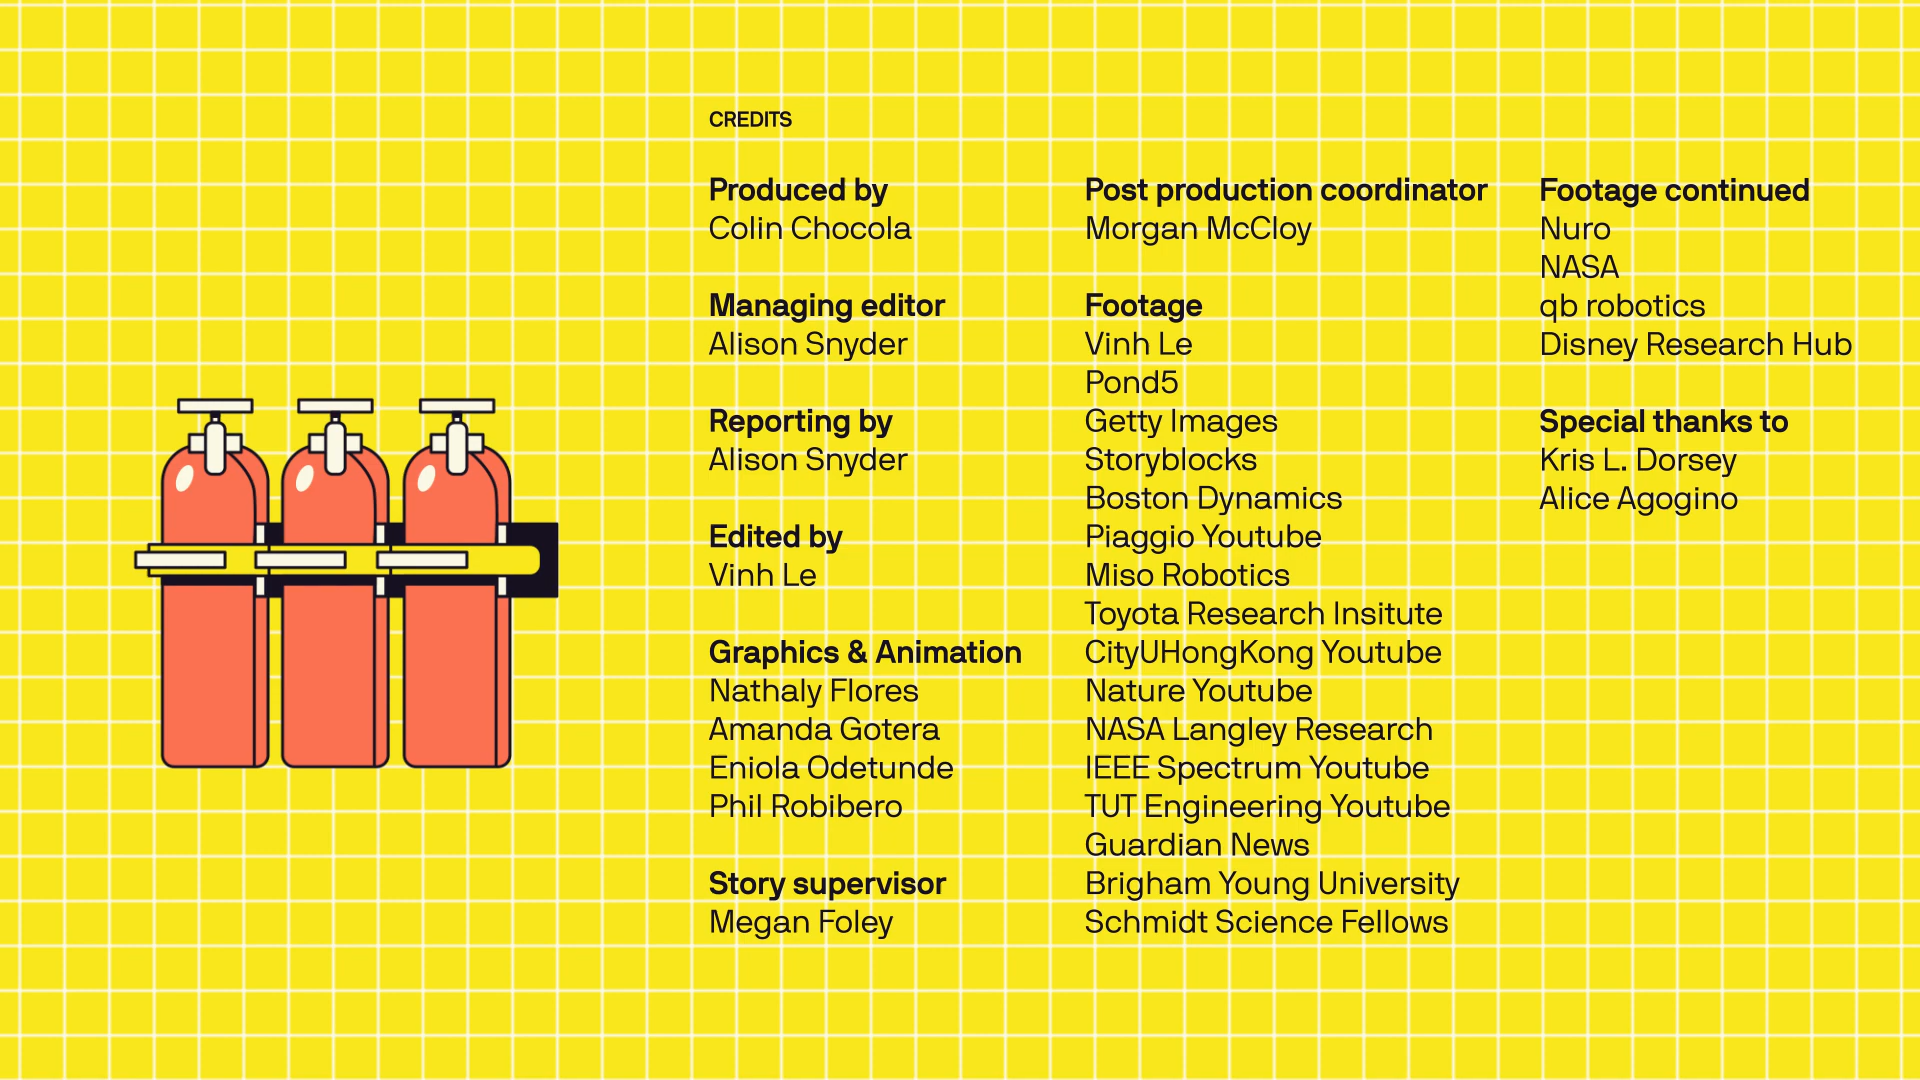 CREDITS
Produced by
Colin Chocola
Managing editor
Alison Snyder
Reporting by
Alison Snyder
Edited by
Vinh Le
Graphics & Animation
Nathaly Flores
Amanda Gotera
Eniola Odetunde
Phil Robibero
Story supervisor
Megan Foley
Post production coordinator
Morgan McCloy
Footage
Vinh Le
Pond5
Getty Images
Storyblocks
Boston Dynamics
Piaggio Youtube
Miso Robotics
Toyota Research Insitute
CityUHongKong Youtube
Nature Youtube
NASA Langley Research
IEEE Spectrum Youtube
TUT Engineering Youtube
Guardian News
Brigham Young University
Schmidt Science Fellows
Footage continued
Nuro
NASA
qb robotics
Disney Research Hub
Special thanks to
Kris L. Dorsey
Alice Agogino